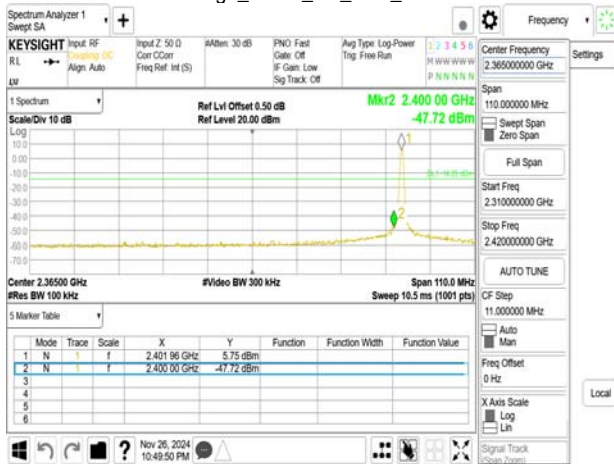 Spectrum Analyzer 1
Swept SA
Frequency
KEYSIGHT
Input: RF
Coupling: DC
Align: Auto
Input Z: 50 Ω
Corr CCorr
Freq Ref: Int (S)
#Atten: 30 dB
PNO: Fast
Gate: Off
IF Gain: Low
Sig Track: Off
Avg Type: Log-Power
Trig: Free Run
1 2 3 4 5 6
M W W W W W
P N N N N N
RL
LU
1 Spectrum
Scale/Div 10 dB
Ref Lvl Offset 0.50 dB
Ref Level 20.00 dBm
Mkr2 2.400 00 GHz
-47.72 dBm
Log
10.0
0.00
-10.0
-20.0
-30.0
-40.0
-50.0
-60.0
-70.0
1
2
Center 2.36500 GHz
#Res BW 100 kHz
#Video BW 300 kHz
Span 110.0 MHz
Sweep 10.5 ms (1001 pts)
5 Marker Table
Mode Trace Scale X Y Function Function Width Function Value
1 N 1 f 2.401 96 GHz 5.75 dBm
2 N 1 f 2.400 00 GHz -47.72 dBm
3
4
5
6
Nov 26, 2024
10:49:50 PM
Center Frequency
2.365000000 GHz
Settings
Span
110.000000 MHz
Swept Span
Zero Span
Full Span
Start Freq
2.310000000 GHz
Stop Freq
2.420000000 GHz
AUTO TUNE
CF Step
11.000000 MHz
Auto
Man
Freq Offset
0 Hz
X Axis Scale
Log
Lin
Local
Signal Track
(Span Zoom)